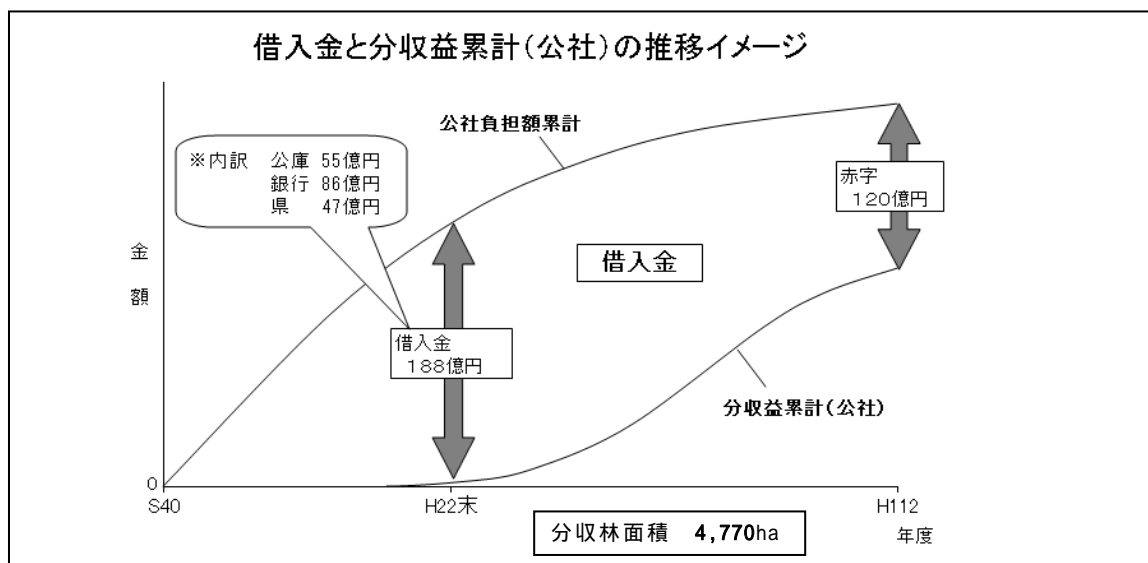 借入金と分収益累計(公社)の推移イメージ
公社負担額累計
※内訳 公庫 55億円
銀行 86億円
県 47億円
赤字
120億円
金額
借入金
借入金
188億円
分収益累計(公社)
0
S40
H22末
H112
分収林面積 4,770ha
年度